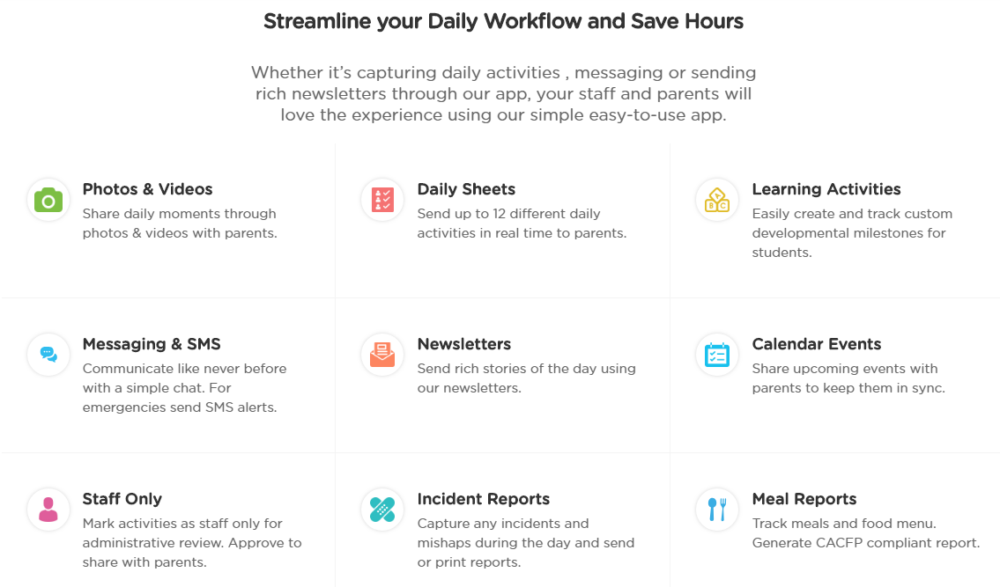 Streamline your Daily Workflow and Save Hours
Whether it’s capturing daily activities , messaging or sending
rich newsletters through our app, your staff and parents will
love the experience using our simple easy-to-use app.
Photos & Videos
Share daily moments through
photos & videos with parents.
Daily Sheets
Send up to 12 different daily
activities in real time to parents.
A
B C
Learning Activities
Easily create and track custom
developmental milestones for
students.
Messaging & SMS
Communicate like never before
with a simple chat. For
emergencies send SMS alerts.
Newsletters
Send rich stories of the day using
our newsletters.
Calendar Events
Share upcoming events with
parents to keep them in sync.
Staff Only
Mark activities as staff only for
administrative review. Approve to
share with parents.
Incident Reports
Capture any incidents and
mishaps during the day and send
or print reports.
Meal Reports
Track meals and food menu.
Generate CACFP compliant report.